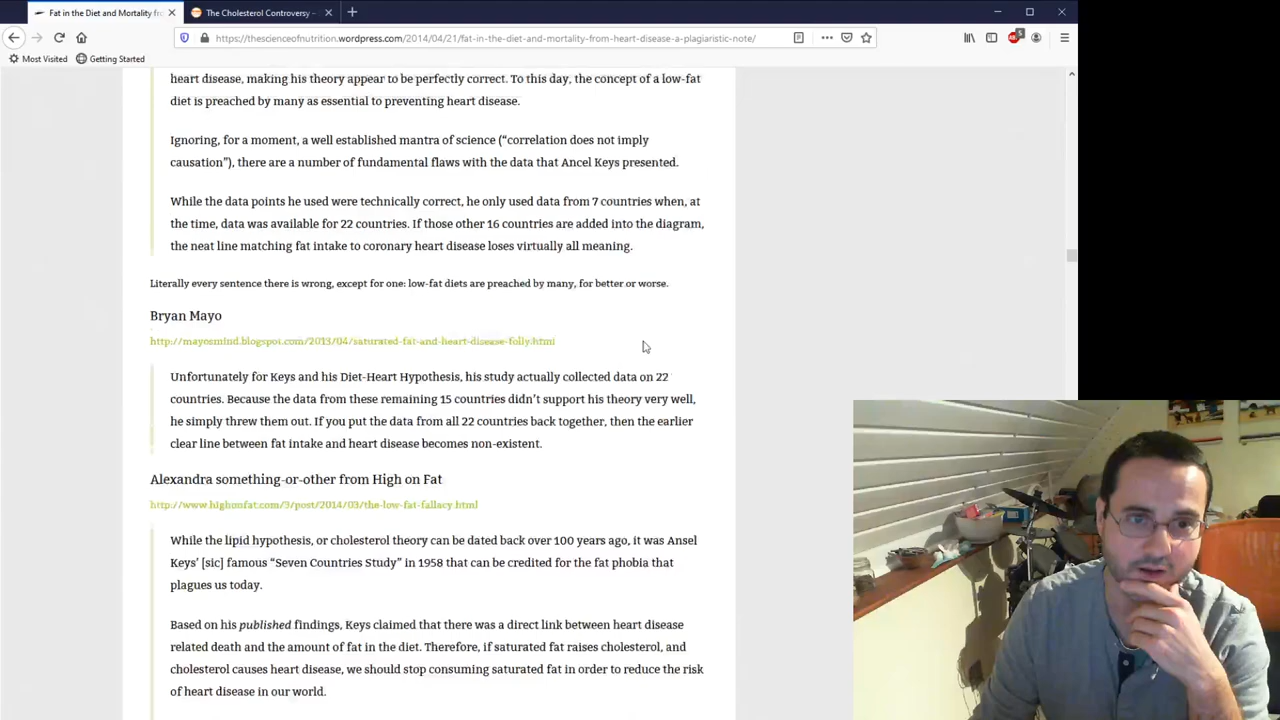 Fat in the Diet and Mortality fro
The Cholesterol Controversy –
https://thescienceofnutrition.wordpress.com/2014/04/21/fat-in-the-diet-and-mortality-from-heart-disease-a-plagiaristic-note/
5
Most Visited
Getting Started
heart disease, making his theory appear to be perfectly correct. To this day, the concept of a low-fat
diet is preached by many as essential to preventing heart disease.
Ignoring, for a moment, a well established mantra of science (“correlation does not imply
causation”), there are a number of fundamental flaws with the data that Ancel Keys presented.
While the data points he used were technically correct, he only used data from 7 countries when, at
the time, data was available for 22 countries. If those other 16 countries are added into the diagram,
the neat line matching fat intake to coronary heart disease loses virtually all meaning.
Literally every sentence there is wrong, except for one: low-fat diets are preached by many, for better or worse.
Bryan Mayo
http://mayosmind.blogspot.com/2013/04/saturated-fat-and-heart-disease-folly.html
Unfortunately for Keys and his Diet-Heart Hypothesis, his study actually collected data on 22
countries. Because the data from these remaining 15 countries didn’t support his theory very well,
he simply threw them out. If you put the data from all 22 countries back together, then the earlier
clear line between fat intake and heart disease becomes non-existent.
Alexandra something-or-other from High on Fat
http://www.highonfat.com/3/post/2014/03/the-low-fat-fallacy.html
While the lipid hypothesis, or cholesterol theory can be dated back over 100 years ago, it was Ansel
Keys’ [sic] famous “Seven Countries Study” in 1958 that can be credited for the fat phobia that
plagues us today.
Based on his published findings, Keys claimed that there was a direct link between heart disease
related death and the amount of fat in the diet. Therefore, if saturated fat raises cholesterol, and
cholesterol causes heart disease, we should stop consuming saturated fat in order to reduce the risk
of heart disease in our world.